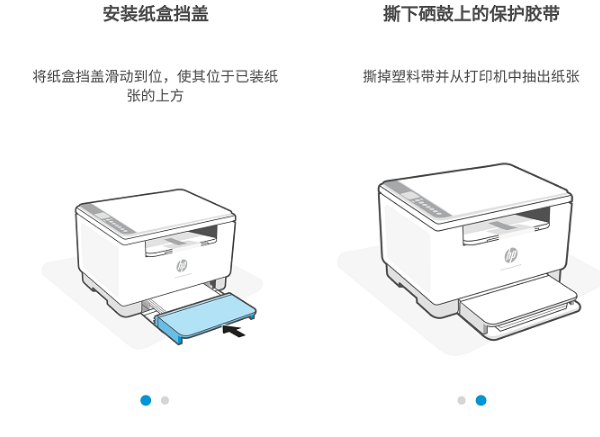 安装纸盒挡盖
将纸盒挡盖滑动到位，使其位于已装纸
张的上方
hp
撕下硒鼓上的保护胶带
撕掉塑料带并从打印机中抽出纸张
hp